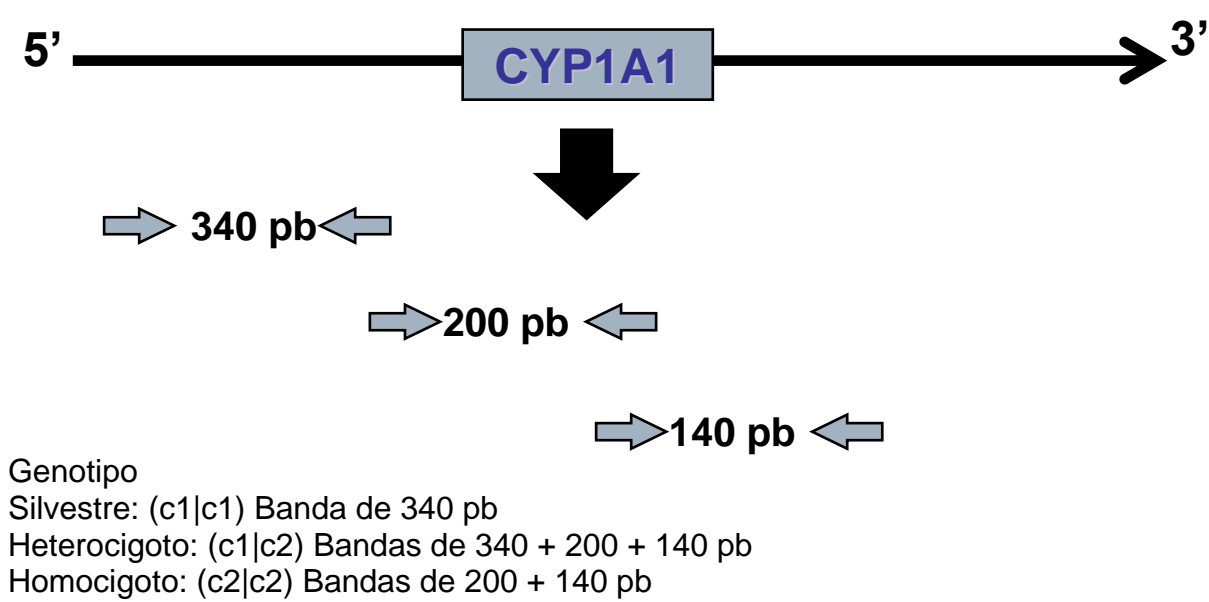 5’ CYP1A1 3’
340 pb
200 pb
140 pb
Genotipo
Silvestre: (c1|c1) Banda de 340 pb
Heterocigoto: (c1|c2) Bandas de 340 + 200 + 140 pb
Homocigoto: (c2|c2) Bandas de 200 + 140 pb